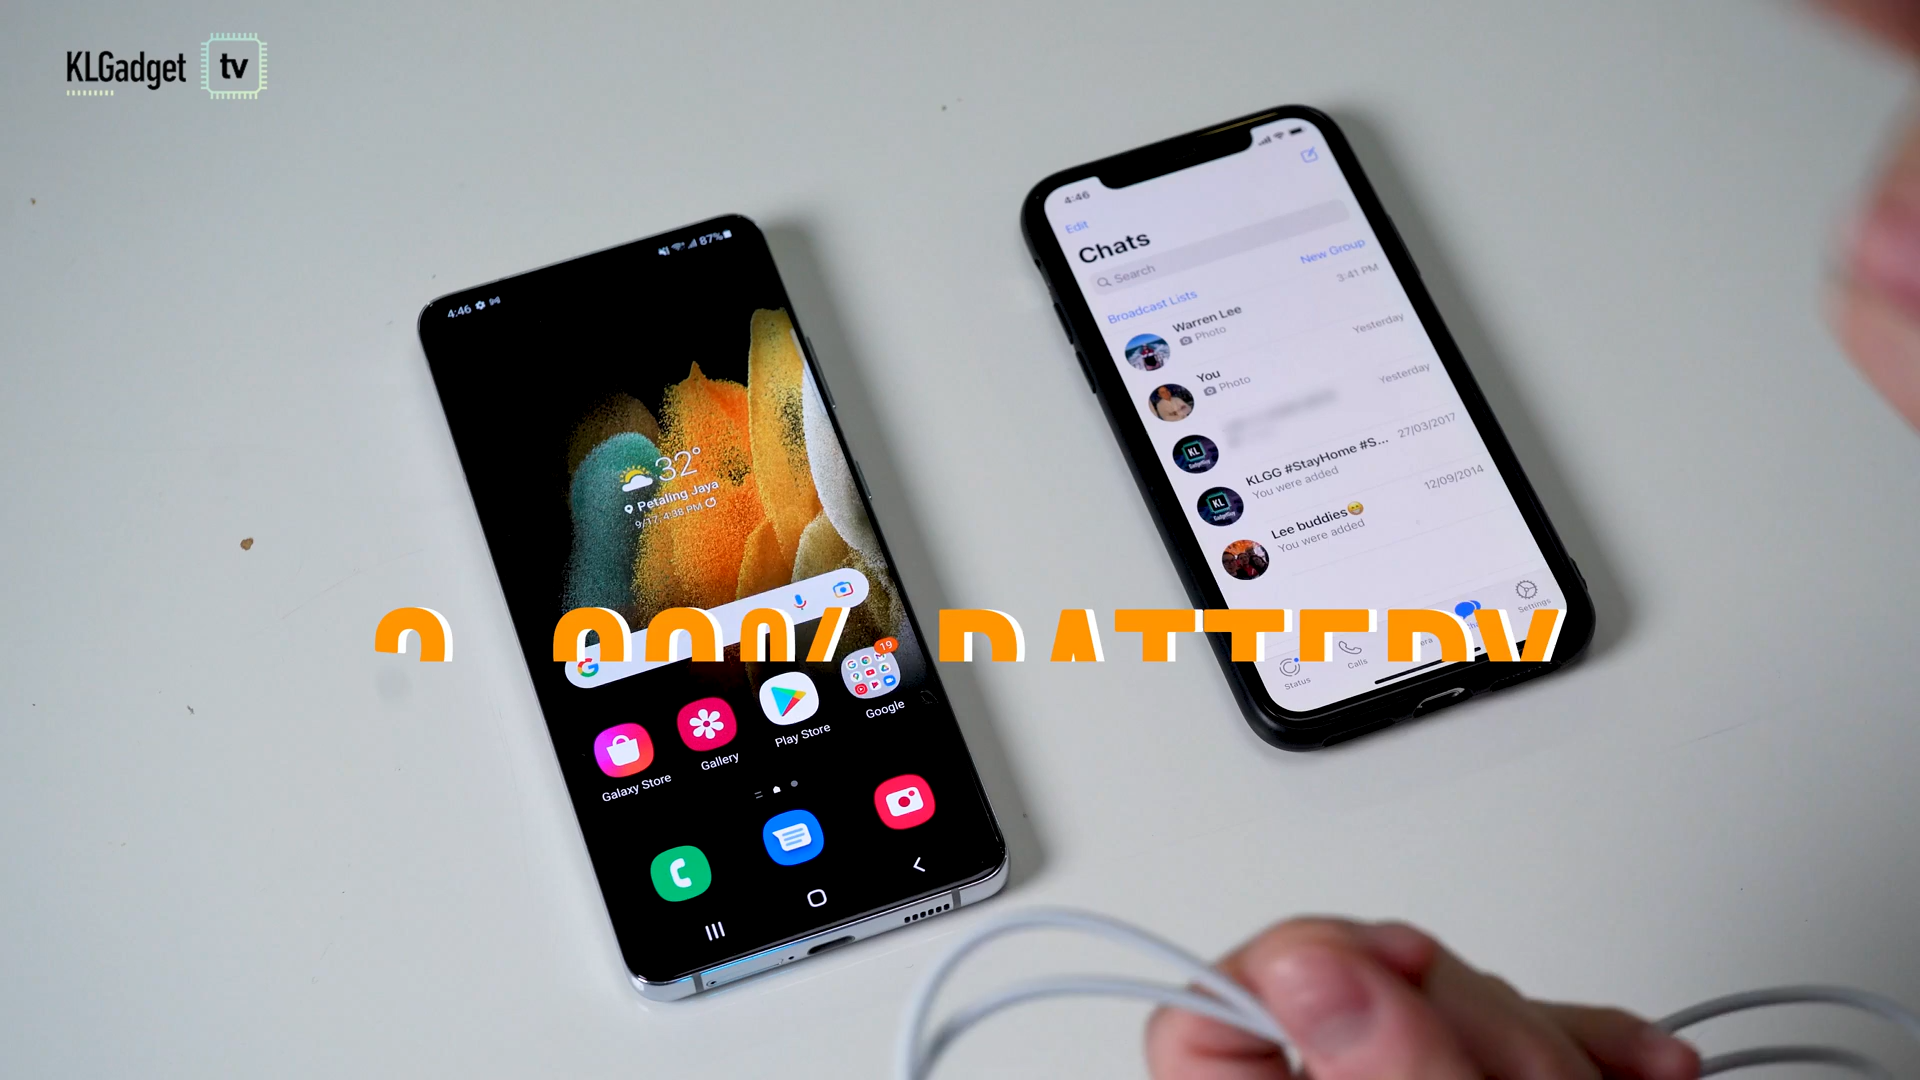 KLGadget tv
87%
4:46
32°
Petaling Jaya
9/17, 4:38 PM
19
Galaxy Store
Gallery
Play Store
Google
4:46
Edit
Chats
Search
New Group
Broadcast Lists
3:41 PM
Warren Lee
Photo
Yesterday
You
Photo
Yesterday
KL
KLGG #StayHome #S... 27/03/2017
You were added
KL
Lee buddies😁 12/09/2014
You were added
Status
Calls
Settings
BATTERY